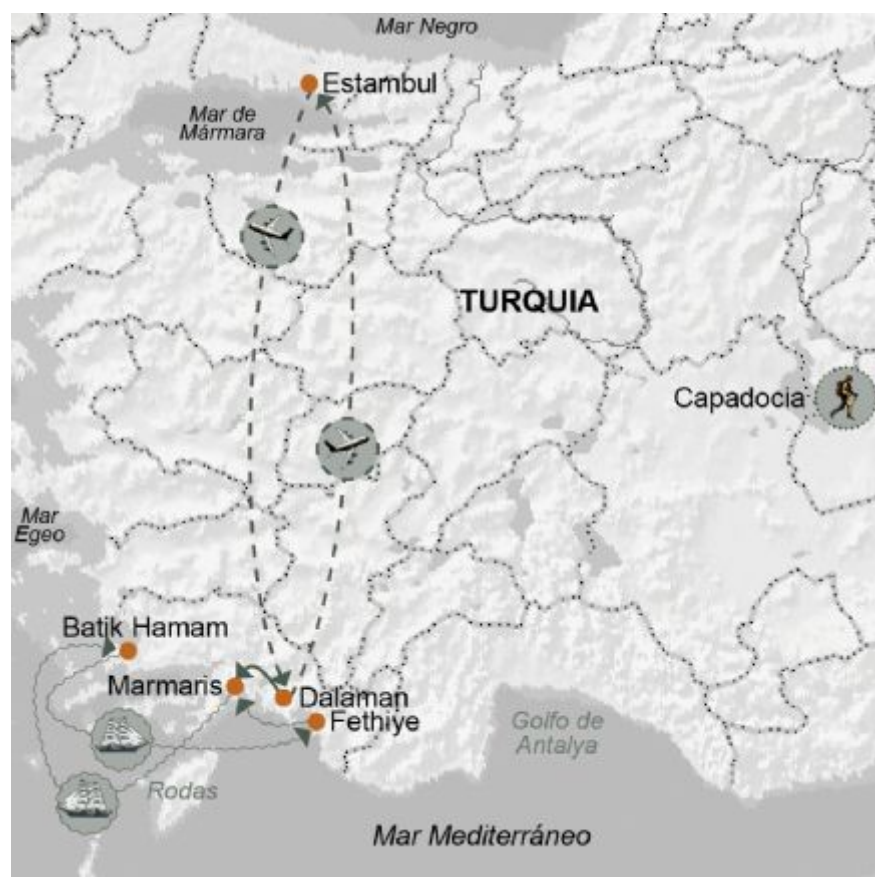 Mar Negro
Estambul
Mar de
Mármara
TURQUIA
Capadocia
Mar
Egeo
Batik Hamam
Marmaris
Dalaman
Fethiye
Golfo de
Antalya
Rodas
Mar Mediterráneo